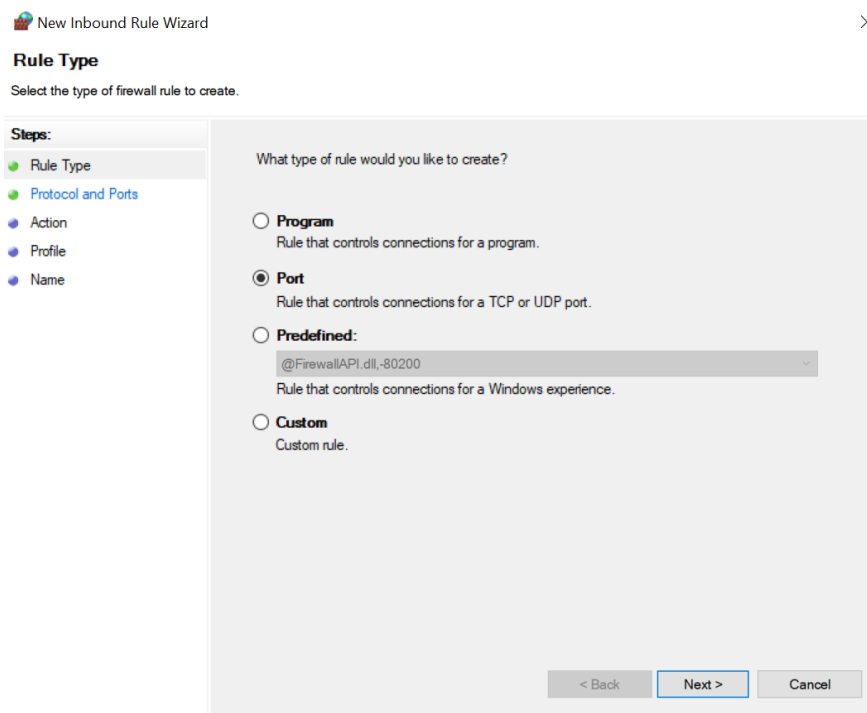 New Inbound Rule Wizard
Rule Type
Select the type of firewall rule to create.
Steps:
Rule Type
Protocol and Ports
Action
Profile
Name
What type of rule would you like to create?
Program
Rule that controls connections for a program.
Port
Rule that controls connections for a TCP or UDP port.
Predefined:
@FirewallAPI.dll,-80200
Rule that controls connections for a Windows experience.
Custom
Custom rule.
< Back Next > Cancel